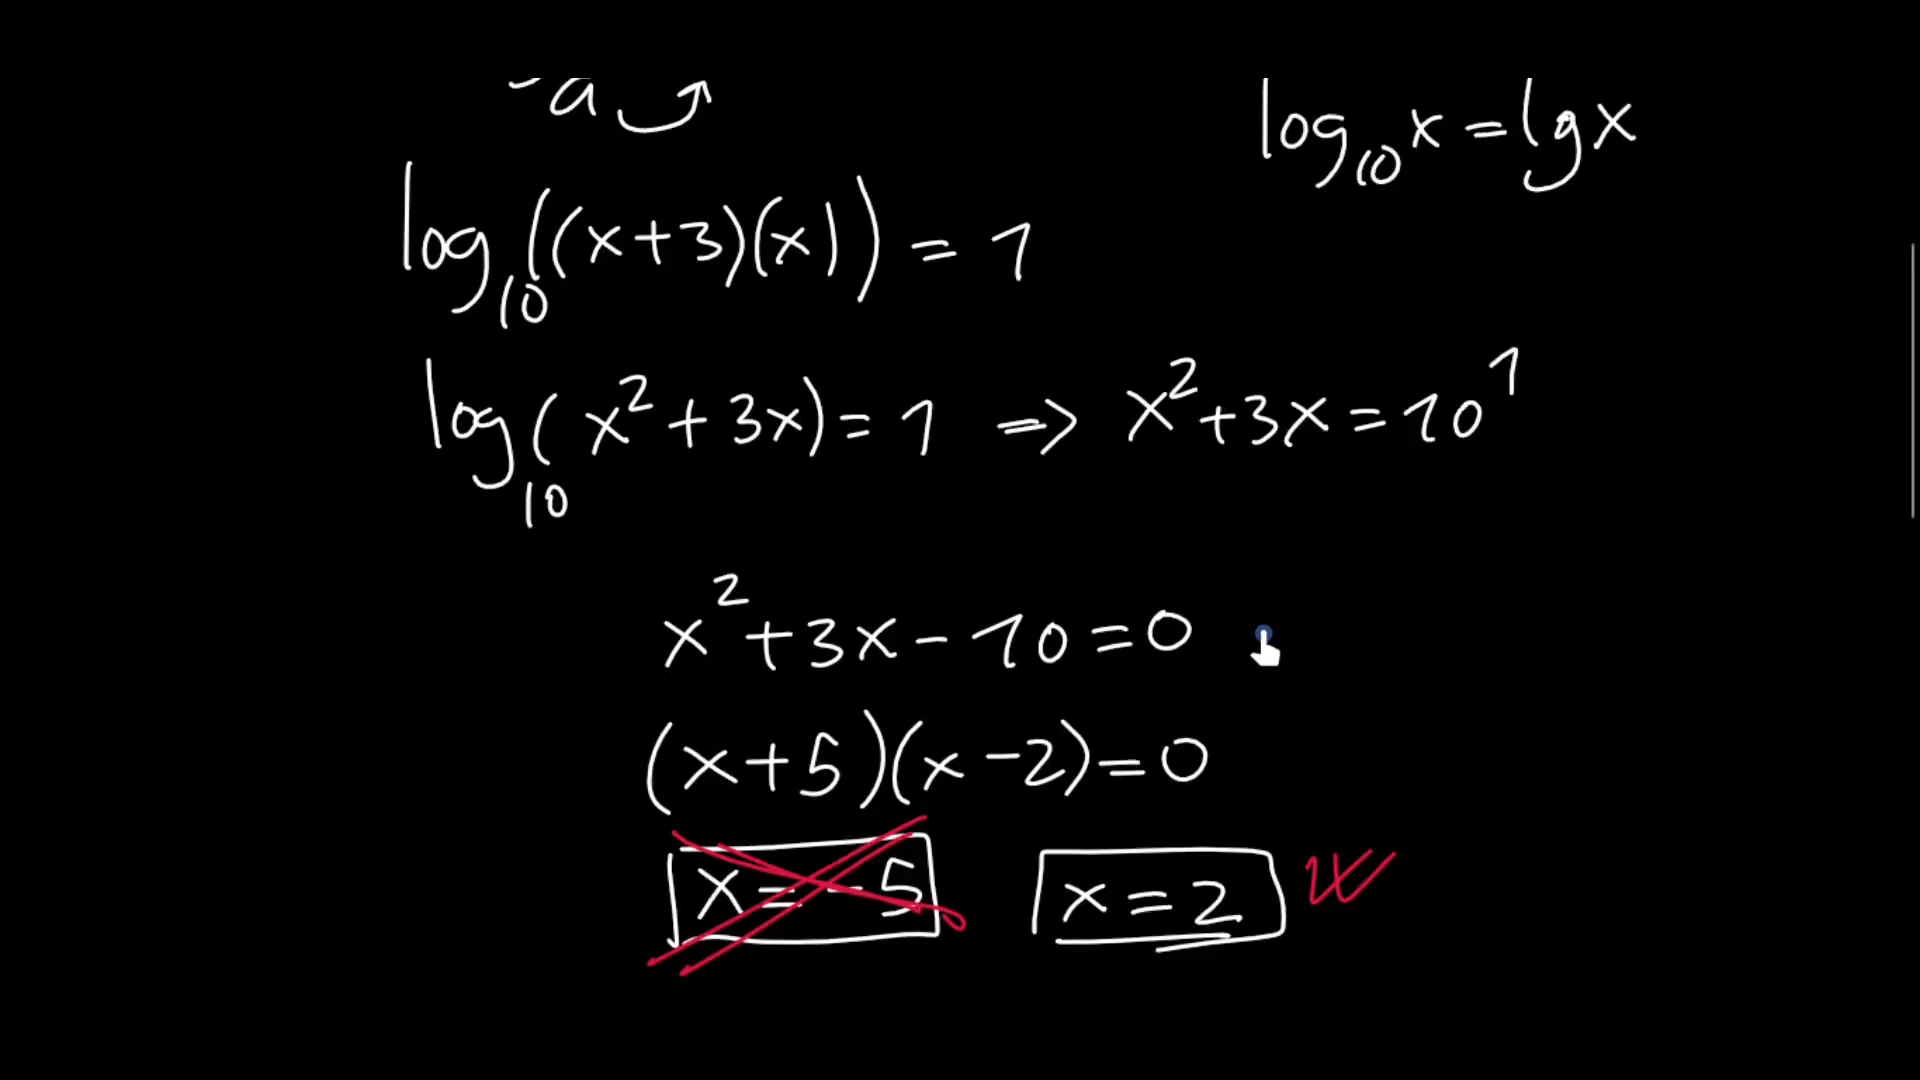 a
log₁₀x = lgx
log₁₀((x+3)(x)) = 1
log₁₀(x²+3x) = 1 ⇒ x²+3x = 10¹
x²+3x-10=0
(x+5)(x-2)=0
x=-5 x=2